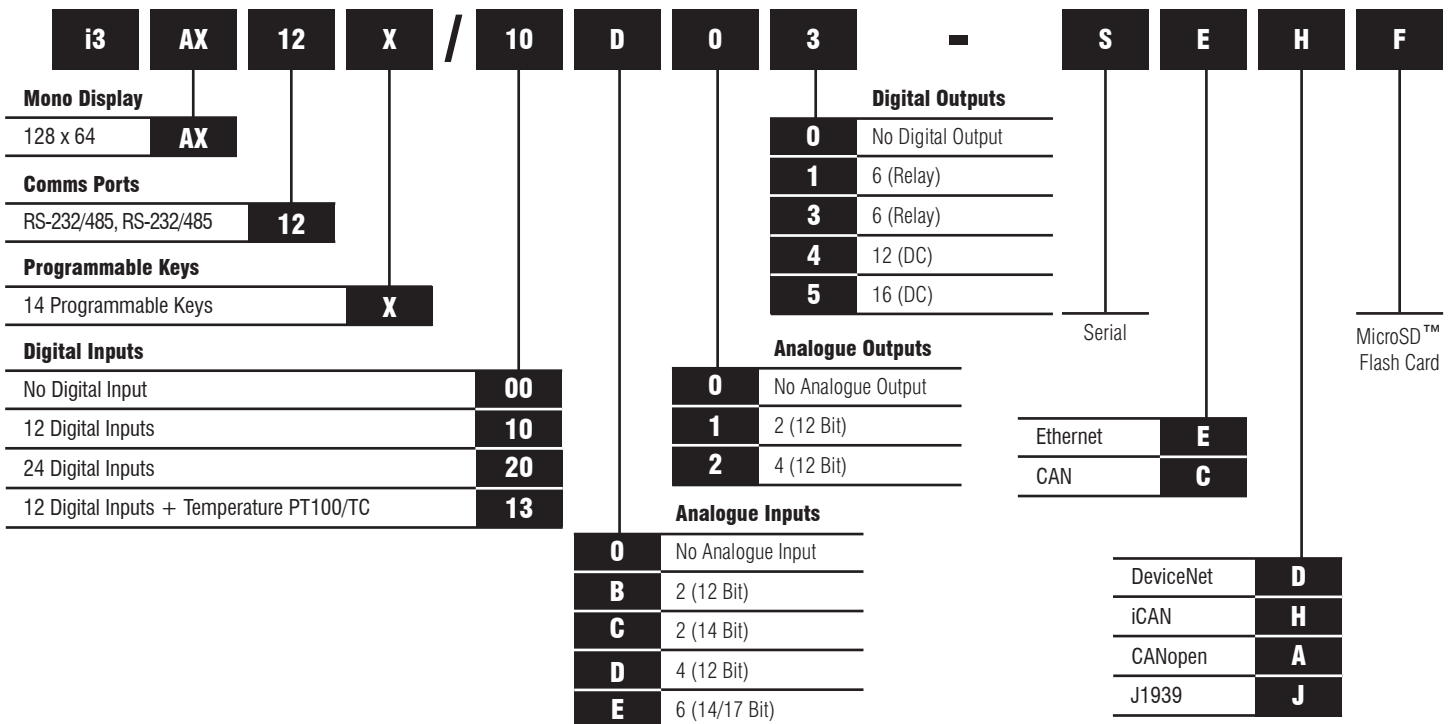 i3 AX 12 X / 10 D 0 3 - S E H F
Mono Display
128 x 64 AX
Comms Ports
RS-232/485, RS-232/485 12
Programmable Keys
14 Programmable Keys X
Digital Inputs
No Digital Input 00
12 Digital Inputs 10
24 Digital Inputs 20
12 Digital Inputs + Temperature PT100/TC 13
Digital Outputs
0 No Digital Output
1 6 (Relay)
3 6 (Relay)
4 12 (DC)
5 16 (DC)
Analogue Outputs
0 No Analogue Output
1 2 (12 Bit)
2 4 (12 Bit)
Analogue Inputs
0 No Analogue Input
B 2 (12 Bit)
C 2 (14 Bit)
D 4 (12 Bit)
E 6 (14/17 Bit)
Serial
MicroSD™
Flash Card
Ethernet E
CAN C
DeviceNet D
iCAN H
CANopen A
J1939 J